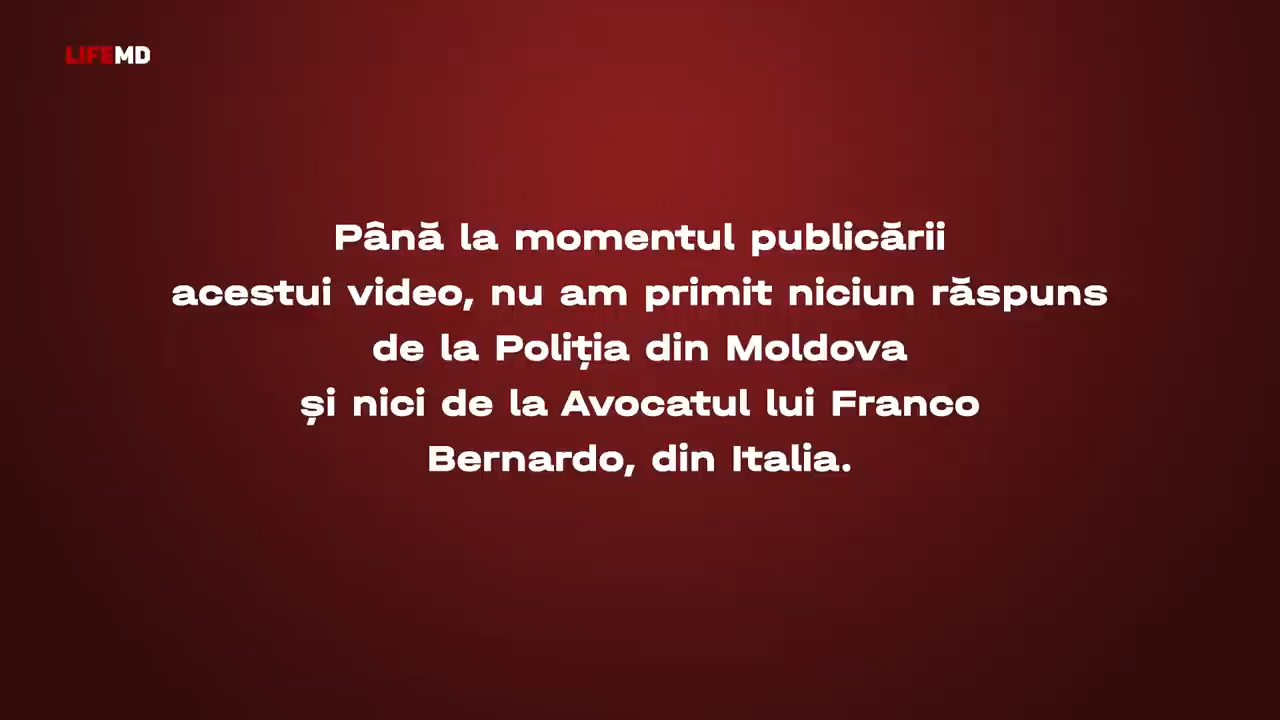 LIFEMD
Până la momentul publicării
acestui video, nu am primit niciun răspuns
de la Poliția din Moldova
și nici de la Avocatul lui Franco
Bernardo, din Italia.